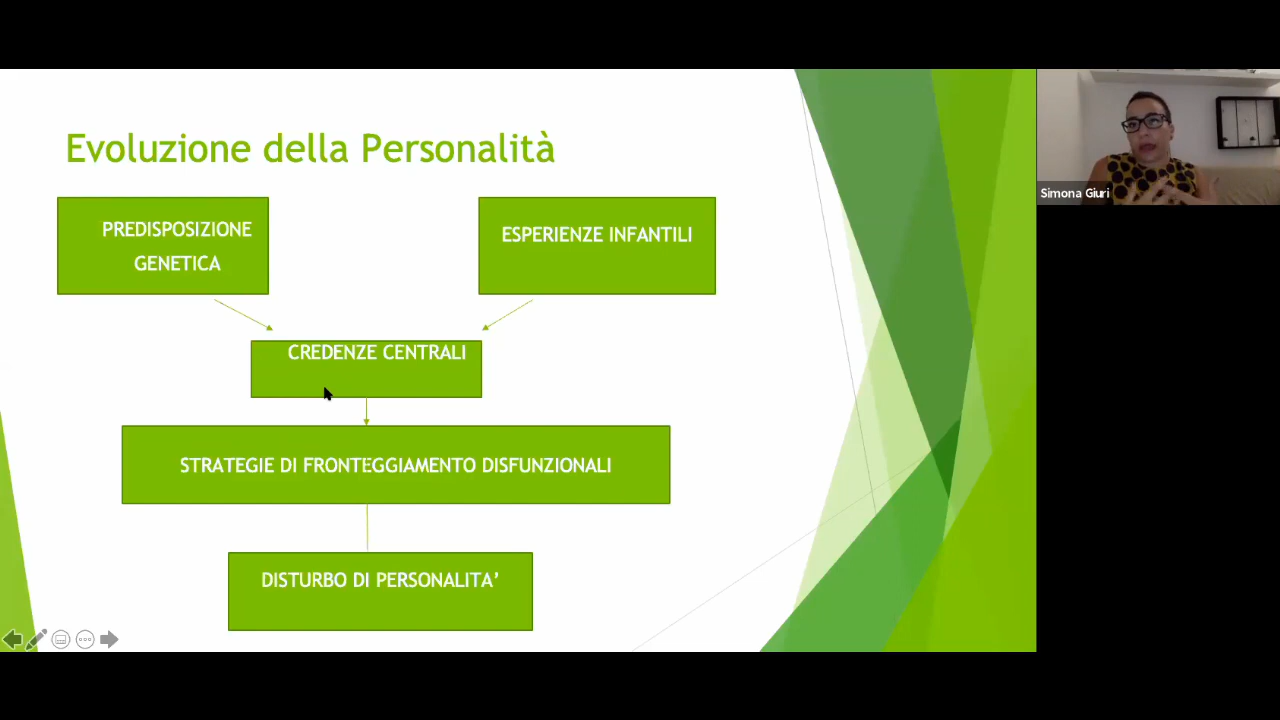 Evoluzione della Personalità
PREDISPOSIZIONE
GENETICA
ESPERIENZE INFANTILI
CREDENZE CENTRALI
STRATEGIE DI FRONTEGGIAMENTO DISFUNZIONALI
DISTURBO DI PERSONALITA’
Simona Giuri